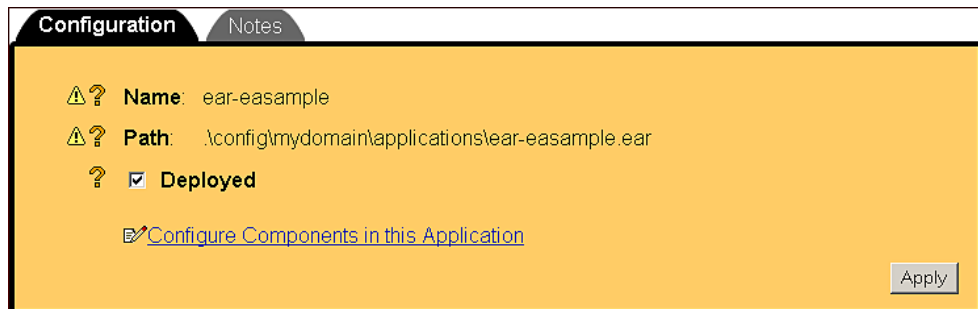 Configuration Notes
? Name: ear-easample
? Path: .\config\mydomain\applications\ear-easample.ear
? Deployed
Configure Components in this Application
Apply